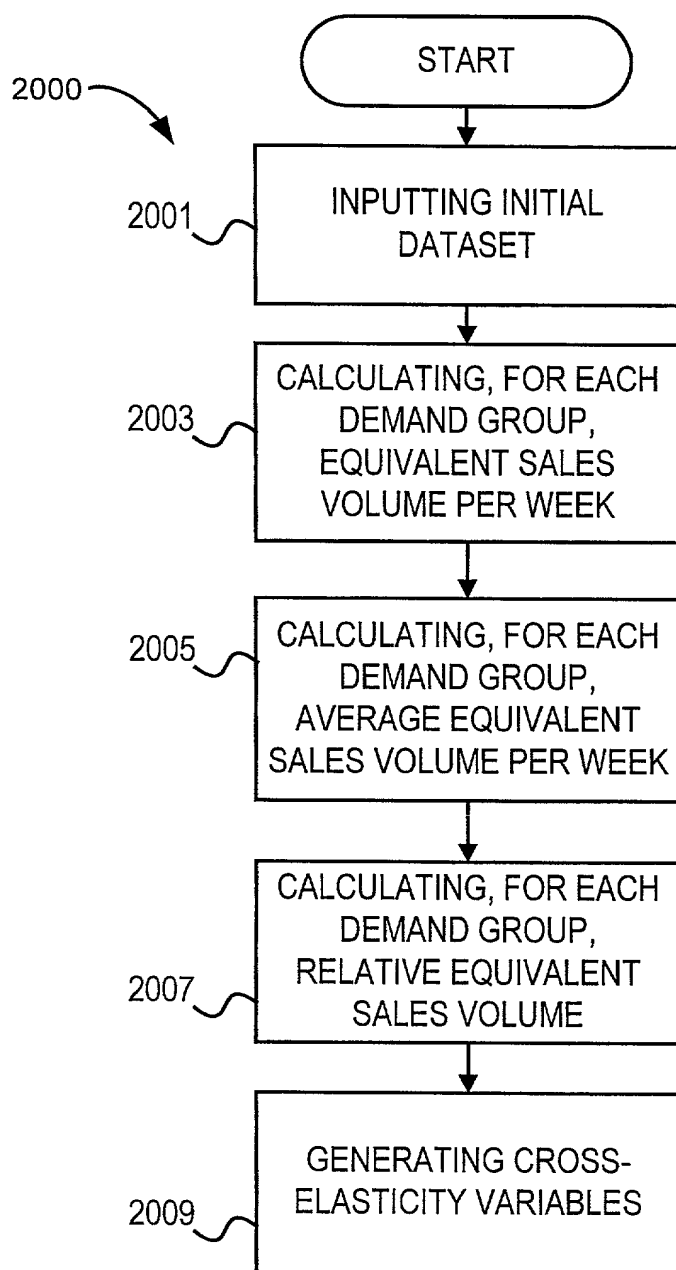 START
2000
2001
INPUTTING INITIAL
DATASET
2003
CALCULATING, FOR EACH
DEMAND GROUP,
EQUIVALENT SALES
VOLUME PER WEEK
2005
CALCULATING, FOR EACH
DEMAND GROUP,
AVERAGE EQUIVALENT
SALES VOLUME PER WEEK
2007
CALCULATING, FOR EACH
DEMAND GROUP,
RELATIVE EQUIVALENT
SALES VOLUME
2009
GENERATING CROSS-
ELASTICITY VARIABLES